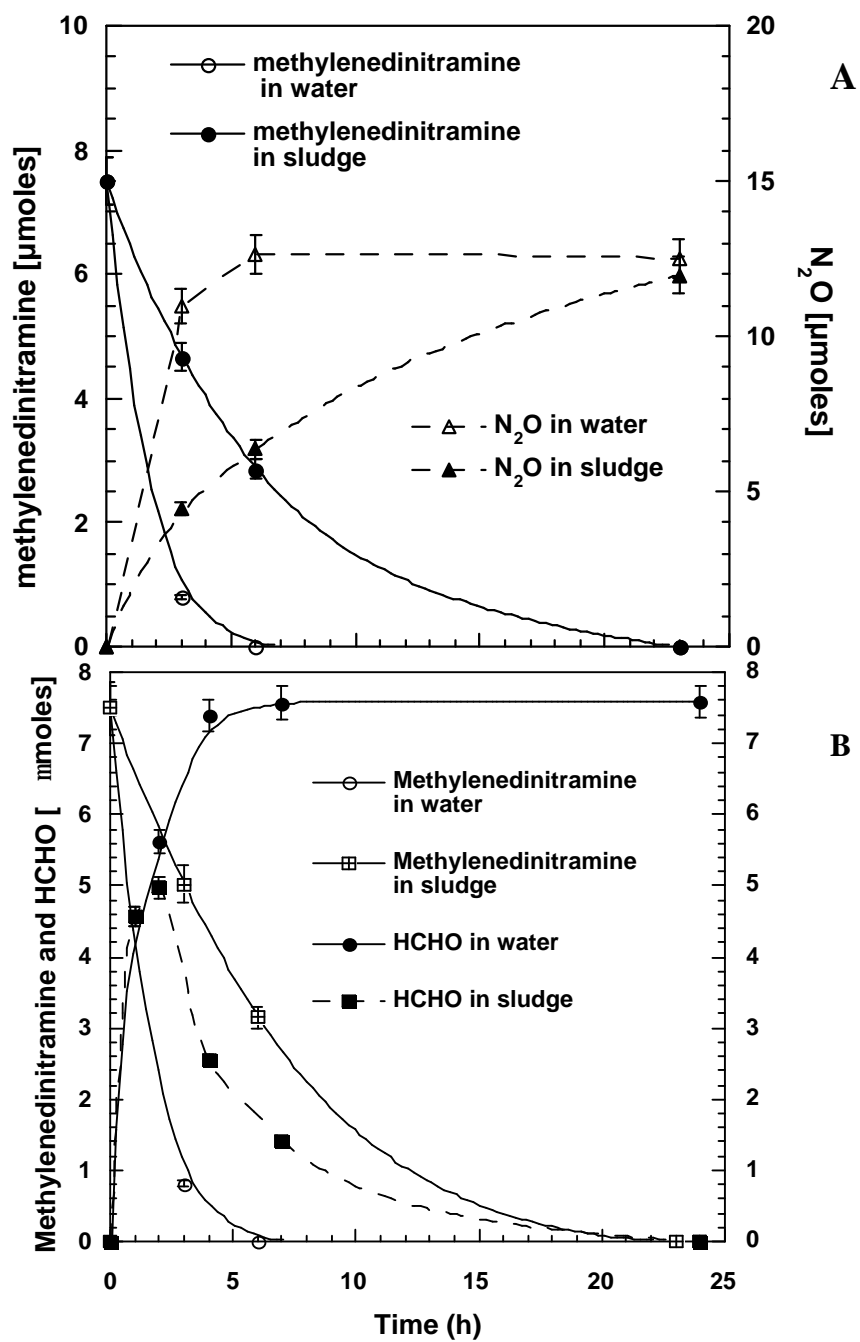 A
10
8
6
4
2
0
methylenedinitramine [µmoles]
methylenedinitramine
in water
methylenedinitramine
in sludge
N2O in water
N2O in sludge
20
15
10
5
0
N2O [µmoles]
B
8
7
6
5
4
3
2
1
0
Methylenedinitramine and HCHO [ mmoles]
Methylenedinitramine
in water
Methylenedinitramine
in sludge
HCHO in water
HCHO in sludge
8
7
6
5
4
3
2
1
0
0 5 10 15 20 25
Time (h)